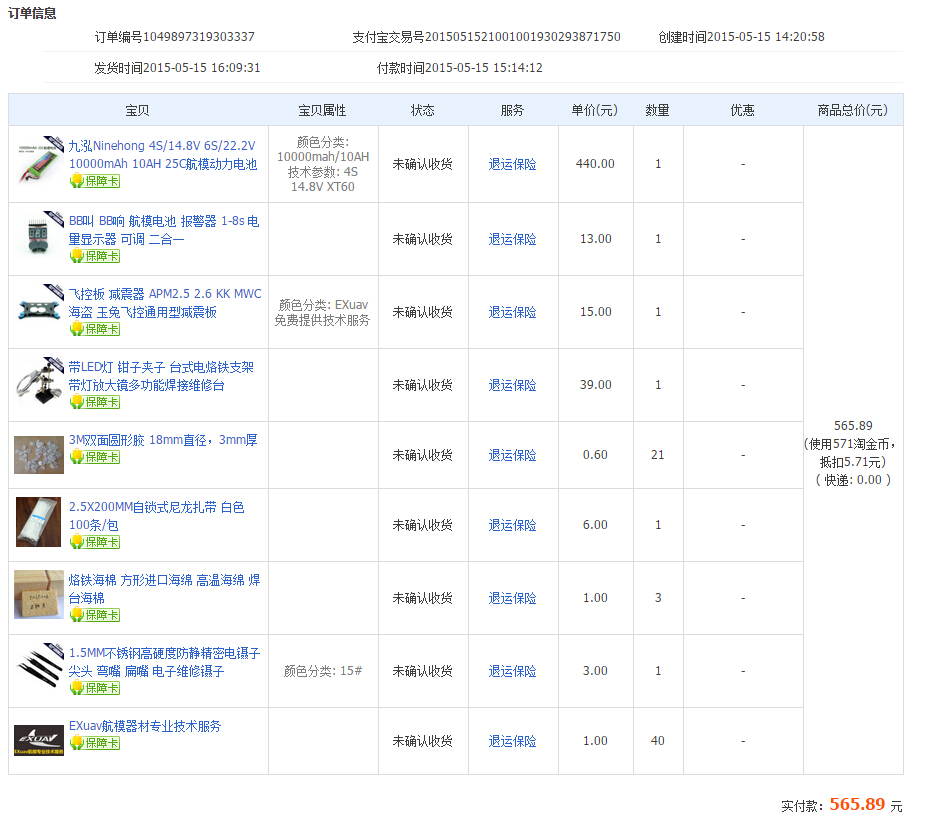 订单信息
订单编号1049897319303337 支付宝交易号2015051521001001930293871750 创建时间2015-05-15 14:20:58
发货时间2015-05-15 16:09:31 付款时间2015-05-15 15:14:12
宝贝 宝贝属性 状态 服务 单价(元) 数量 优惠 商品总价(元)
九泓Ninehong 4S/14.8V 6S/22.2V
10000mAh 10AH 25C航模动力电池
保障卡
颜色分类:
10000mah/10AH
技术参数: 4S
14.8V XT60
未确认收货 退运保险 440.00 1 -
BB叫 BB响 航模电池 报警器 1-8s 电
量显示器 可调 二合一
保障卡
未确认收货 退运保险 13.00 1 -
飞控板 减震器 APM2.5 2.6 KK MWC
海盗 玉兔飞控通用型减震板
保障卡
颜色分类: EXuav
免费提供技术服务
未确认收货 退运保险 15.00 1 -
带LED灯 钳子夹子 台式电烙铁支架
带灯放大镜多功能焊接维修台
保障卡
未确认收货 退运保险 39.00 1 -
3M双面圆形胶 18mm直径，3mm厚
保障卡
未确认收货 退运保险 0.60 21 -
2.5X200MM自锁式尼龙扎带 白色
100条/包
保障卡
未确认收货 退运保险 6.00 1 -
烙铁海棉 方形进口海绵 高温海绵 焊
台海棉
保障卡
未确认收货 退运保险 1.00 3 -
1.5MM不锈钢高硬度防静精密电镊子
尖头 弯嘴 扁嘴 电子维修镊子
保障卡
颜色分类: 15#
未确认收货 退运保险 3.00 1 -
EXUAV
EXuav航模专业技术服务
EXuav航模器材专业技术服务
保障卡
未确认收货 退运保险 1.00 40 -
565.89
(使用571淘金币，
抵扣5.71元)
( 快递: 0.00 )
实付款： 565.89 元